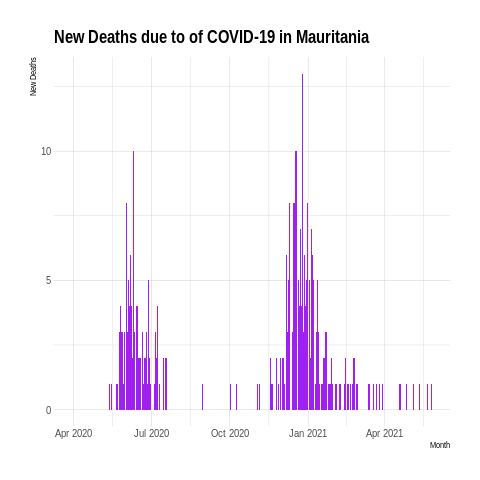 New Deaths due to of COVID-19 in Mauritania
New Deaths
10
5
0
Apr 2020 Jul 2020 Oct 2020 Jan 2021 Apr 2021
Month